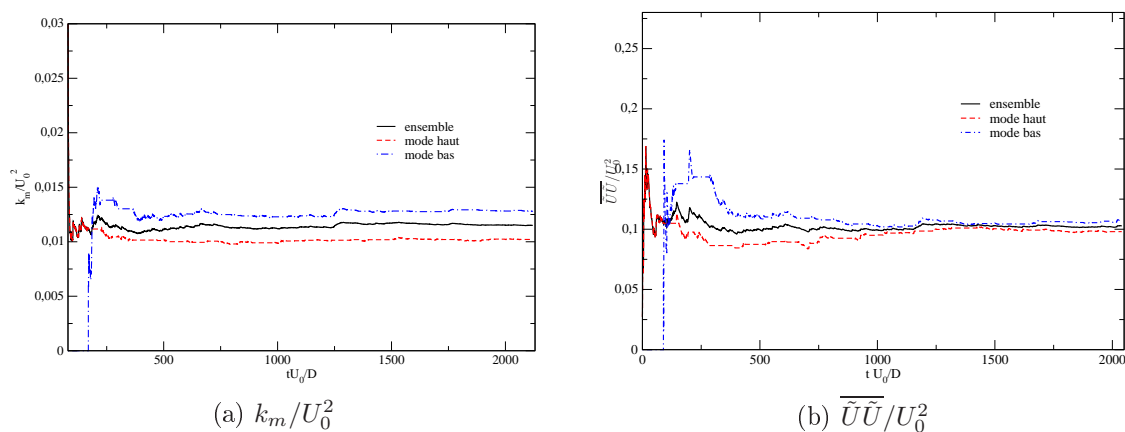 0,03
0,025
0,02
0,015
0,01
0,005
0
k_m/U_0^2
ensemble
mode haut
mode bas
500
1000
1500
2000
tU_0/D
(a) k_m/U_0^2
0,25
0,2
0,15
0,1
0,05
0
ŨŨ/U_0^2
ensemble
mode haut
mode bas
0
500
1000
1500
2000
t U_0/D
(b) \overline{ŨŨ}/U_0^2